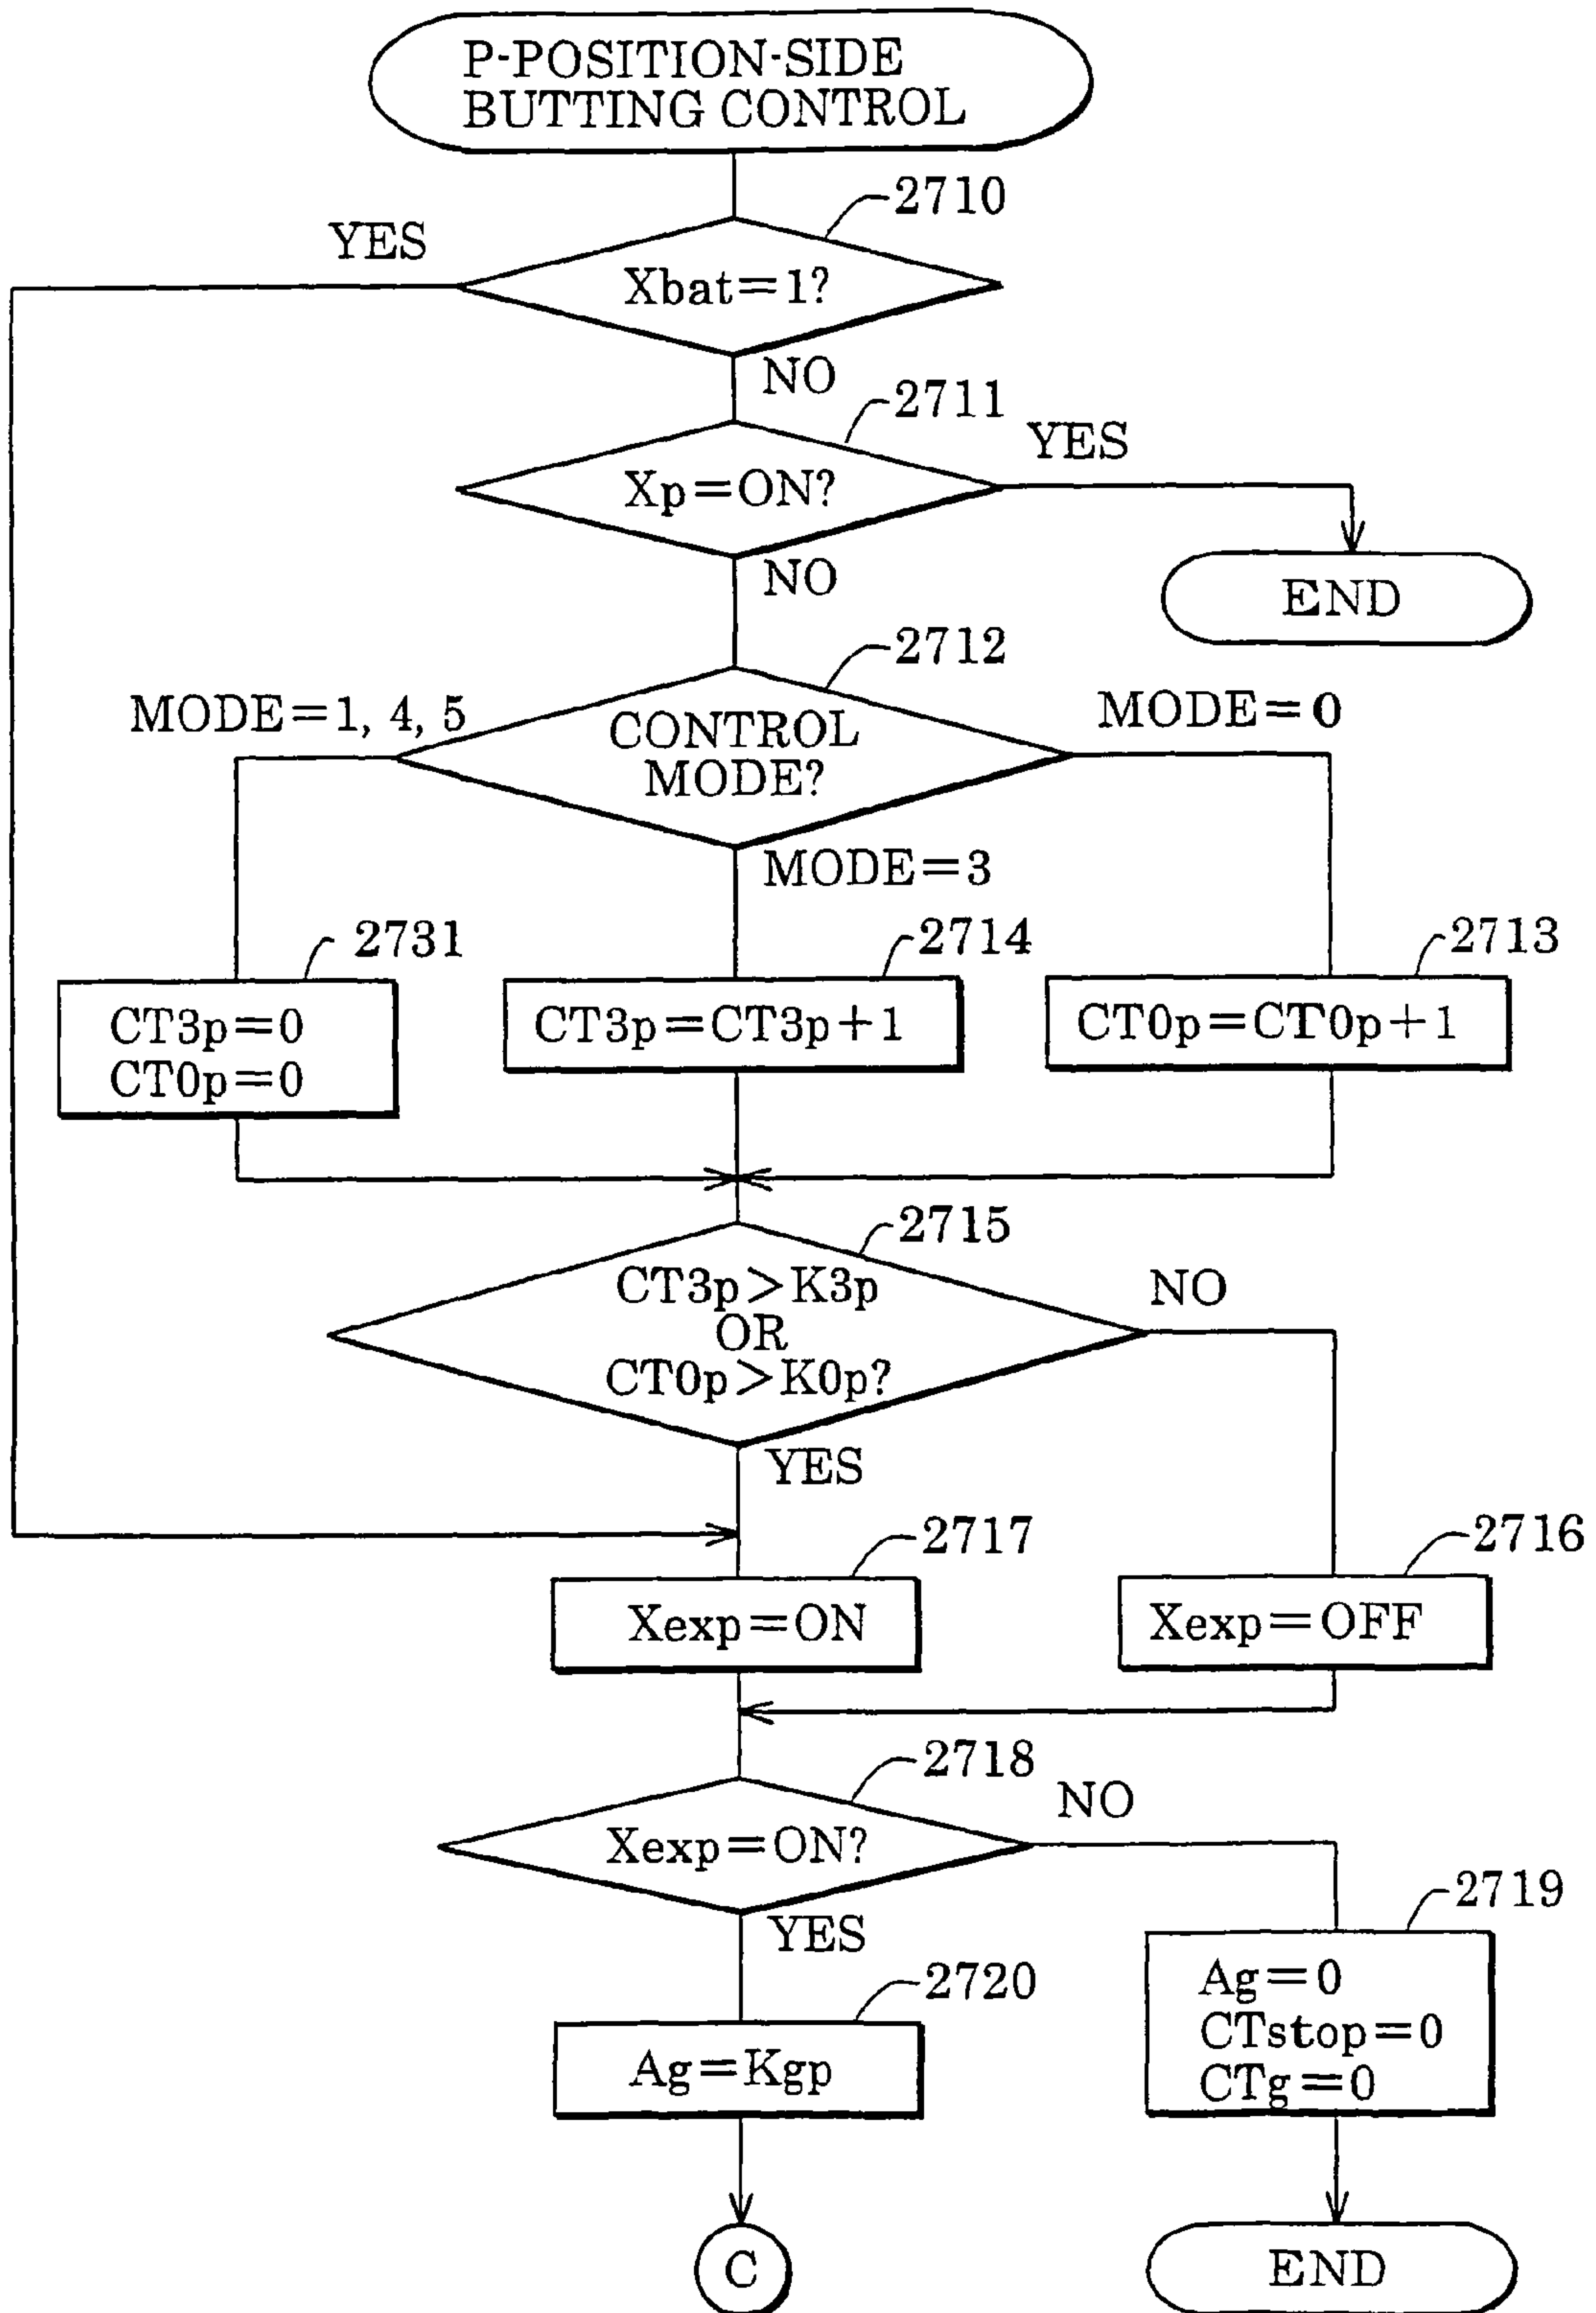 P-POSITION-SIDE
BUTTING CONTROL
2710
YES
Xbat=1?
NO
2711
YES
Xp=ON?
NO
END
2712
MODE=1, 4, 5
MODE=0
CONTROL
MODE?
MODE=3
2731
2714
2713
CT3p=0
CT0p=0
CT3p=CT3p+1
CT0p=CT0p+1
2715
CT3p>K3p
OR
CT0p>K0p?
NO
YES
2717
2716
Xexp=ON
Xexp=OFF
2718
NO
Xexp=ON?
YES
2719
2720
Ag=0
CTstop=0
CTg=0
Ag=Kgp
C
END